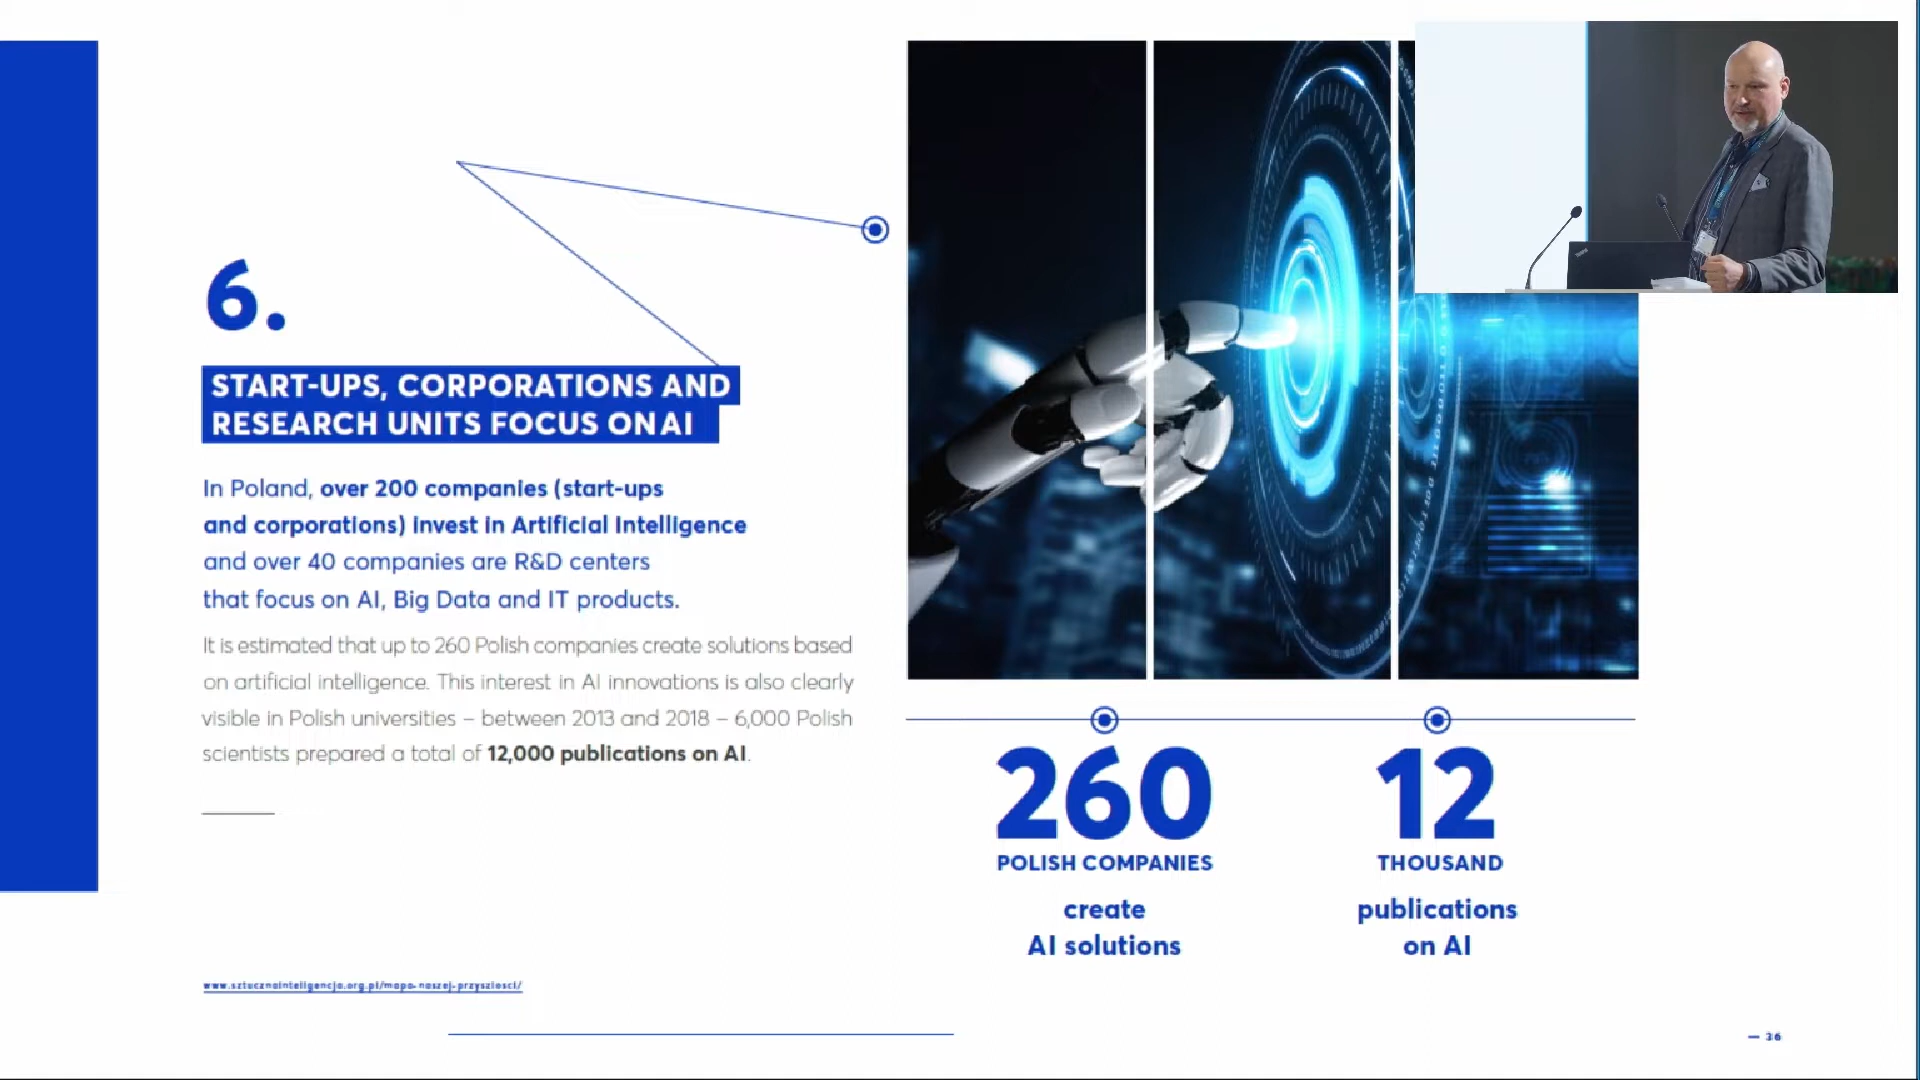 6.
START-UPS, CORPORATIONS AND
RESEARCH UNITS FOCUS ON AI
In Poland, over 200 companies (start-ups
and corporations) invest in Artificial Intelligence
and over 40 companies are R&D centers
that focus on AI, Big Data and IT products.
It is estimated that up to 260 Polish companies create solutions based
on artificial intelligence. This interest in AI innovations is also clearly
visible in Polish universities – between 2013 and 2018 – 6,000 Polish
scientists prepared a total of 12,000 publications on AI.
260
POLISH COMPANIES
create
AI solutions
12
THOUSAND
publications
on AI
www.sztucznainteligencja.org.pl/mapa-naszej-przyszlosci/
— 36